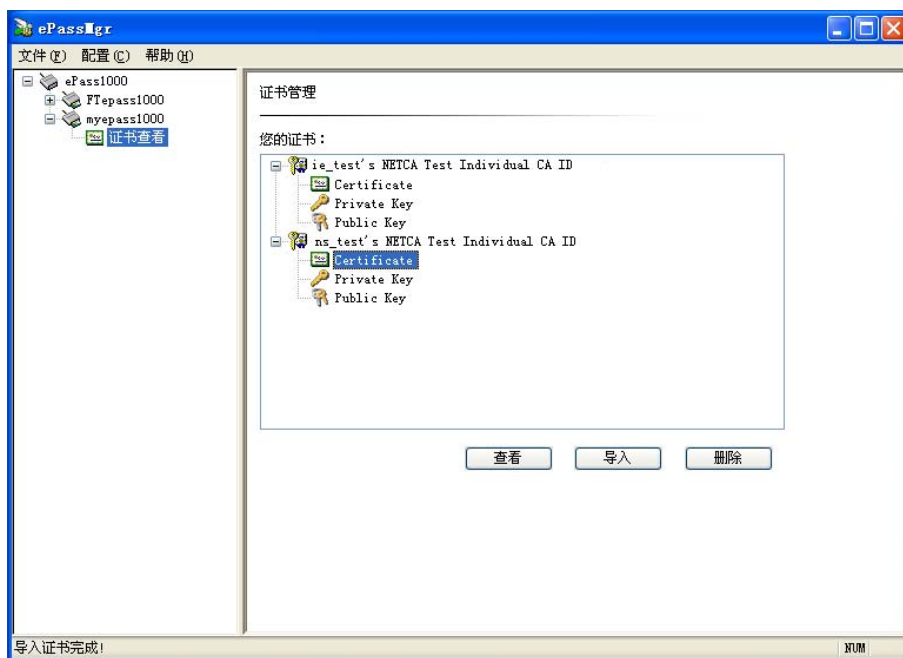 ePassMgr
文件(F) 配置(C) 帮助(H)
ePass1000
FTepass1000
myepass1000
证书查看
证书管理
您的证书：
ie_test's NETCA Test Individual CA ID
Certificate
Private Key
Public Key
ns_test's NETCA Test Individual CA ID
Certificate
Private Key
Public Key
查看 导入 删除
导入证书完成! NUM